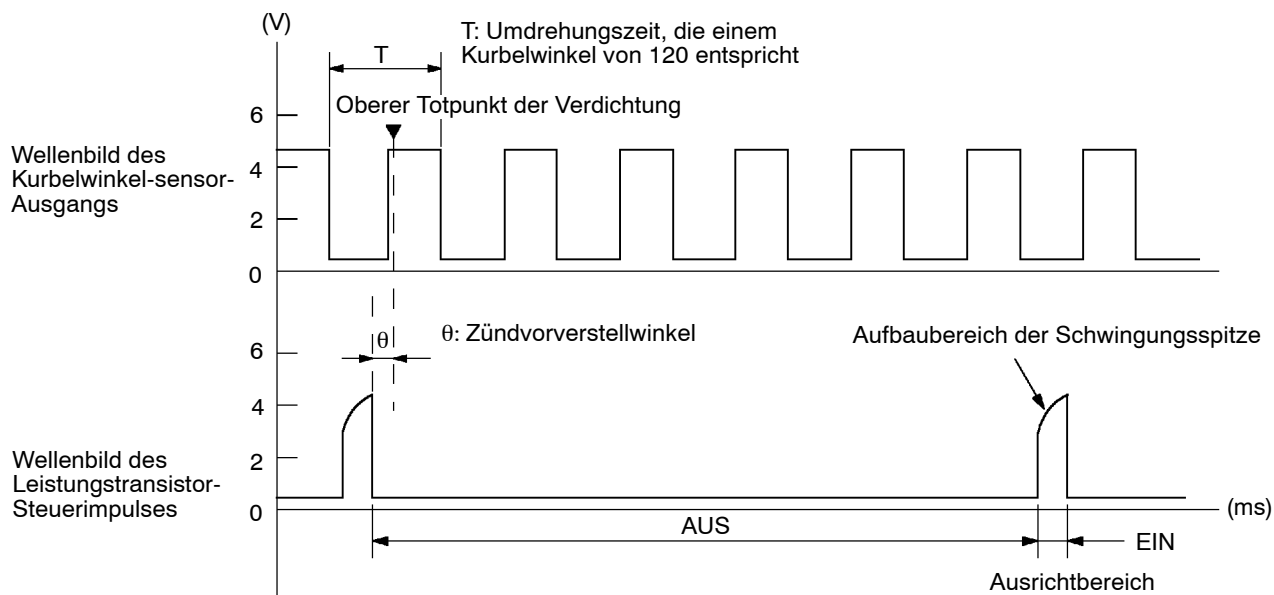 (V)
T: Umdrehungszeit, die einem
Kurbelwinkel von 120 entspricht
T
Oberer Totpunkt der Verdichtung
6
4
2
0
Wellenbild des
Kurbelwinkel-sensor-
Ausgangs
θ
θ: Zündvorverstellwinkel
Aufbaubereich der Schwingungsspitze
6
4
2
0
Wellenbild des
Leistungstransistor-
Steuerimpulses
(ms)
AUS
EIN
Ausrichtbereich